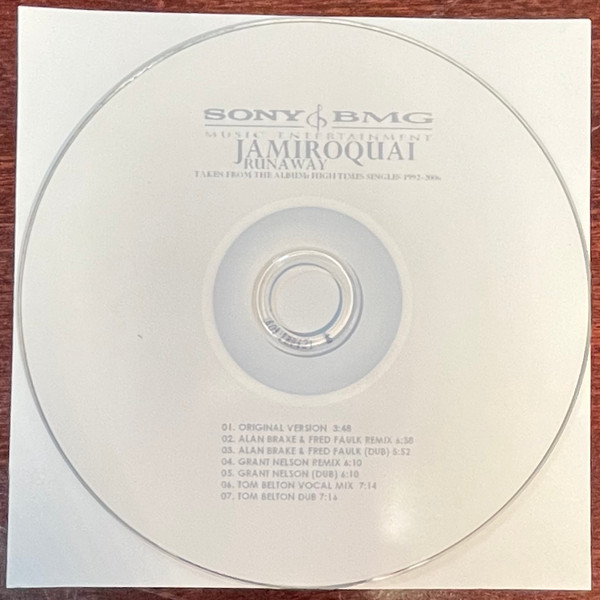 SONY BMG
MUSIC ENTERTAINMENT
JAMIROQUAI
RUNAWAY
TAKEN FROM THE ALBUM: HIGH TIMES SINGLES 1992-2006
01. ORIGINAL VERSION 3:48
02. ALAN BRAXE & FRED FAULK REMIX 6:58
03. ALAN BRAKE & FRED FAULK (DUB) 5:52
04. GRANT NELSON REMIX 6:10
05. GRANT NELSON (DUB) 6:10
06. TOM BELTON VOCAL MIX 7:14
07. TOM BELTON DUB 7:16